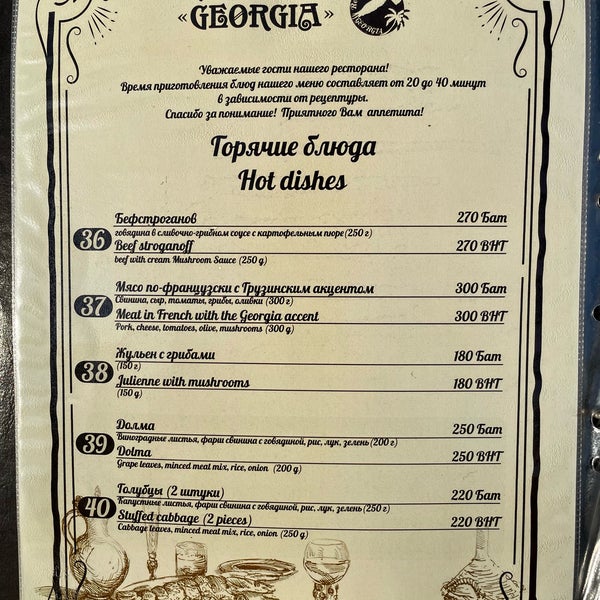 «GEORGIA»
Уважаемые гости нашего ресторана!
Время приготовления блюд нашего меню составляет от 20 до 40 минут
в зависимости от рецептуры.
Спасибо за понимание! Приятного Вам аппетита!
Горячие блюда
Hot dishes
36
Бефстроганов 270 Бат
говядина в сливочно-грибном соусе с картофельным пюре(250 г)
Beef stroganoff 270 BHT
beef with cream Mushroom Sauce (250 g)
37
Мясо по-французски с Грузинским акцентом 300 Бат
Свинина, сыр, томаты, грибы, оливки (300 г)
Meat in French with the Georgia accent 300 BHT
Pork, cheese, tomatoes, olive, mushrooms (300 g)
38
Жульен с грибами 180 Бат
(150 г)
Julienne with mushrooms 180 BHT
(150 g)
39
Долма 250 Бат
Виноградные листья, фарш свинина с говядиной, рис, лук, зелень(200 г)
Dolma 250 BHT
Grape leaves, minced meat mix, rice, onion (200 g)
40
Голубцы (2 штуки) 220 Бат
Капустные листья, фарш свинина с говядиной, рис, лук, зелень(250 г)
Stuffed cabbage (2 pieces) 220 BHT
Cabbage leaves, minced meat mix, rice, onion (250 g)